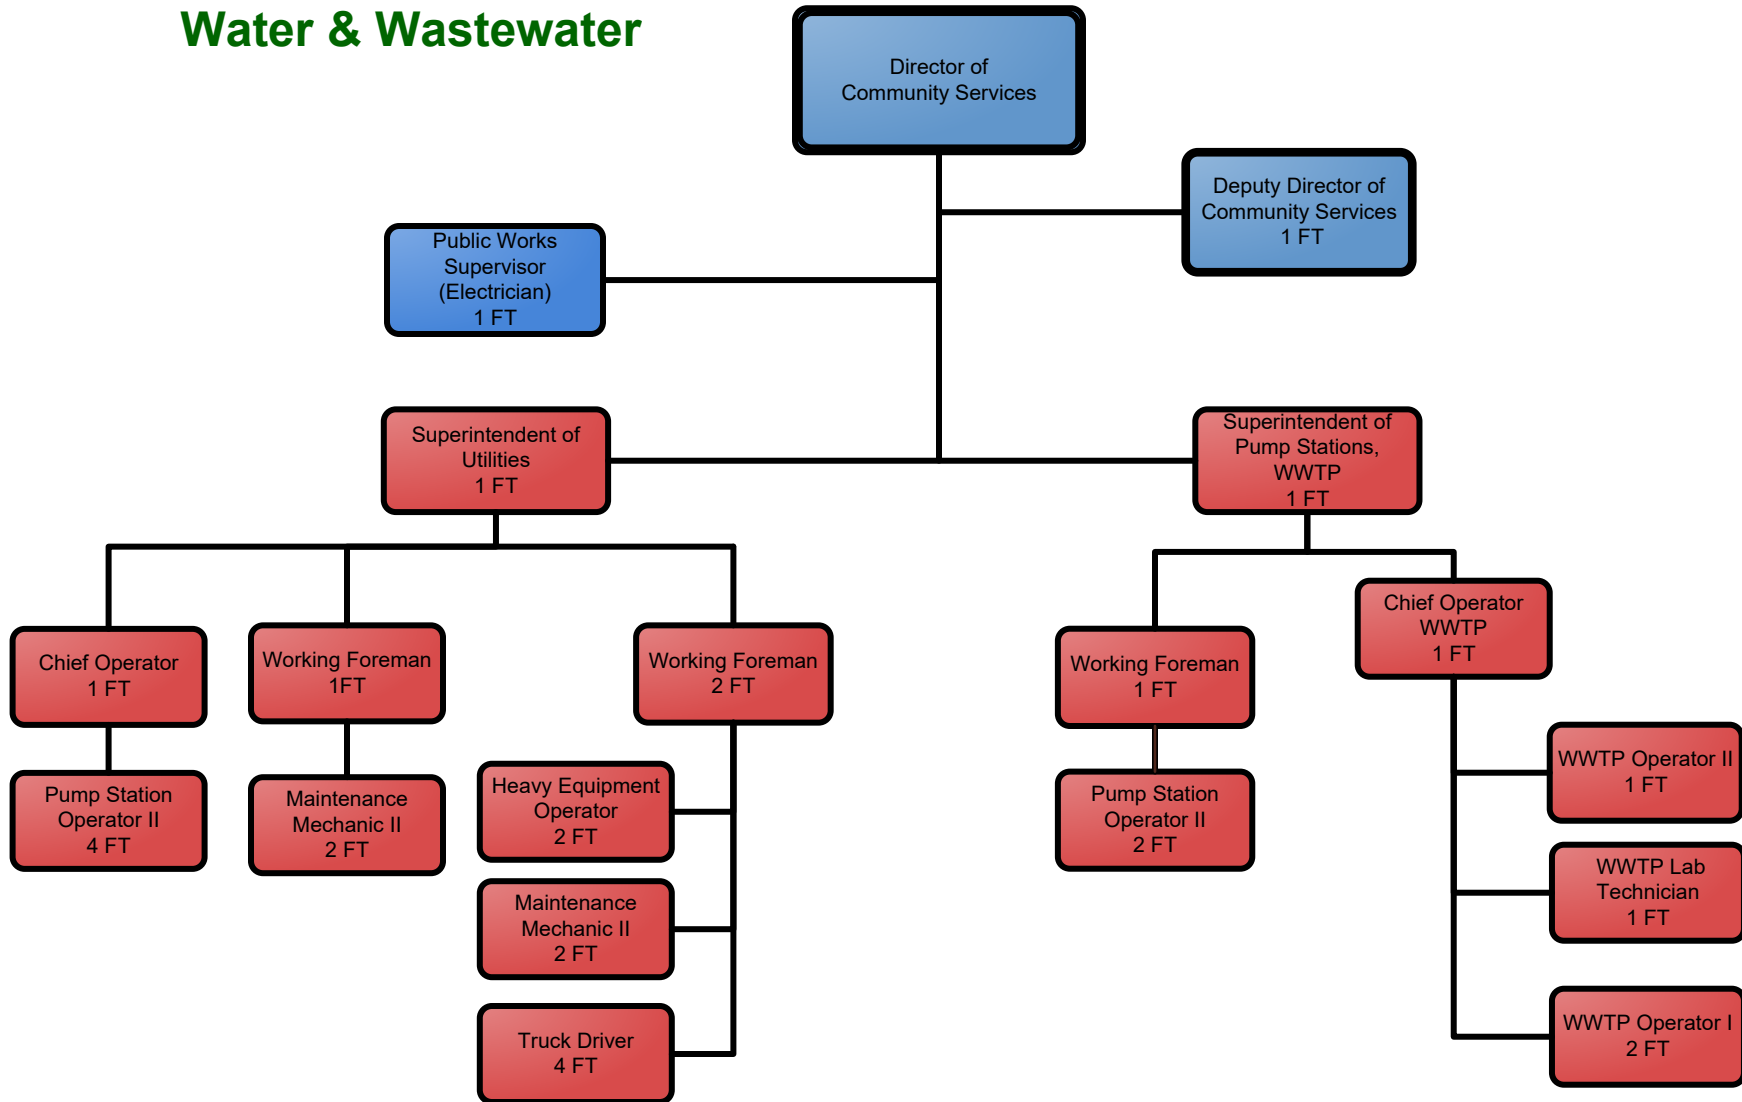 Water & Wastewater
Director of
Community Services
Deputy Director of
Community Services
1 FT
Public Works
Supervisor
(Electrician)
1 FT
Superintendent of
Utilities
1 FT
Superintendent of
Pump Stations,
WWTP
1 FT
Chief Operator
1 FT
Working Foreman
1FT
Working Foreman
2 FT
Working Foreman
1 FT
Chief Operator
WWTP
1 FT
Pump Station
Operator II
4 FT
Maintenance
Mechanic II
2 FT
Heavy Equipment
Operator
2 FT
Maintenance
Mechanic II
2 FT
Truck Driver
4 FT
Pump Station
Operator II
2 FT
WWTP Operator II
1 FT
WWTP Lab
Technician
1 FT
WWTP Operator I
2 FT